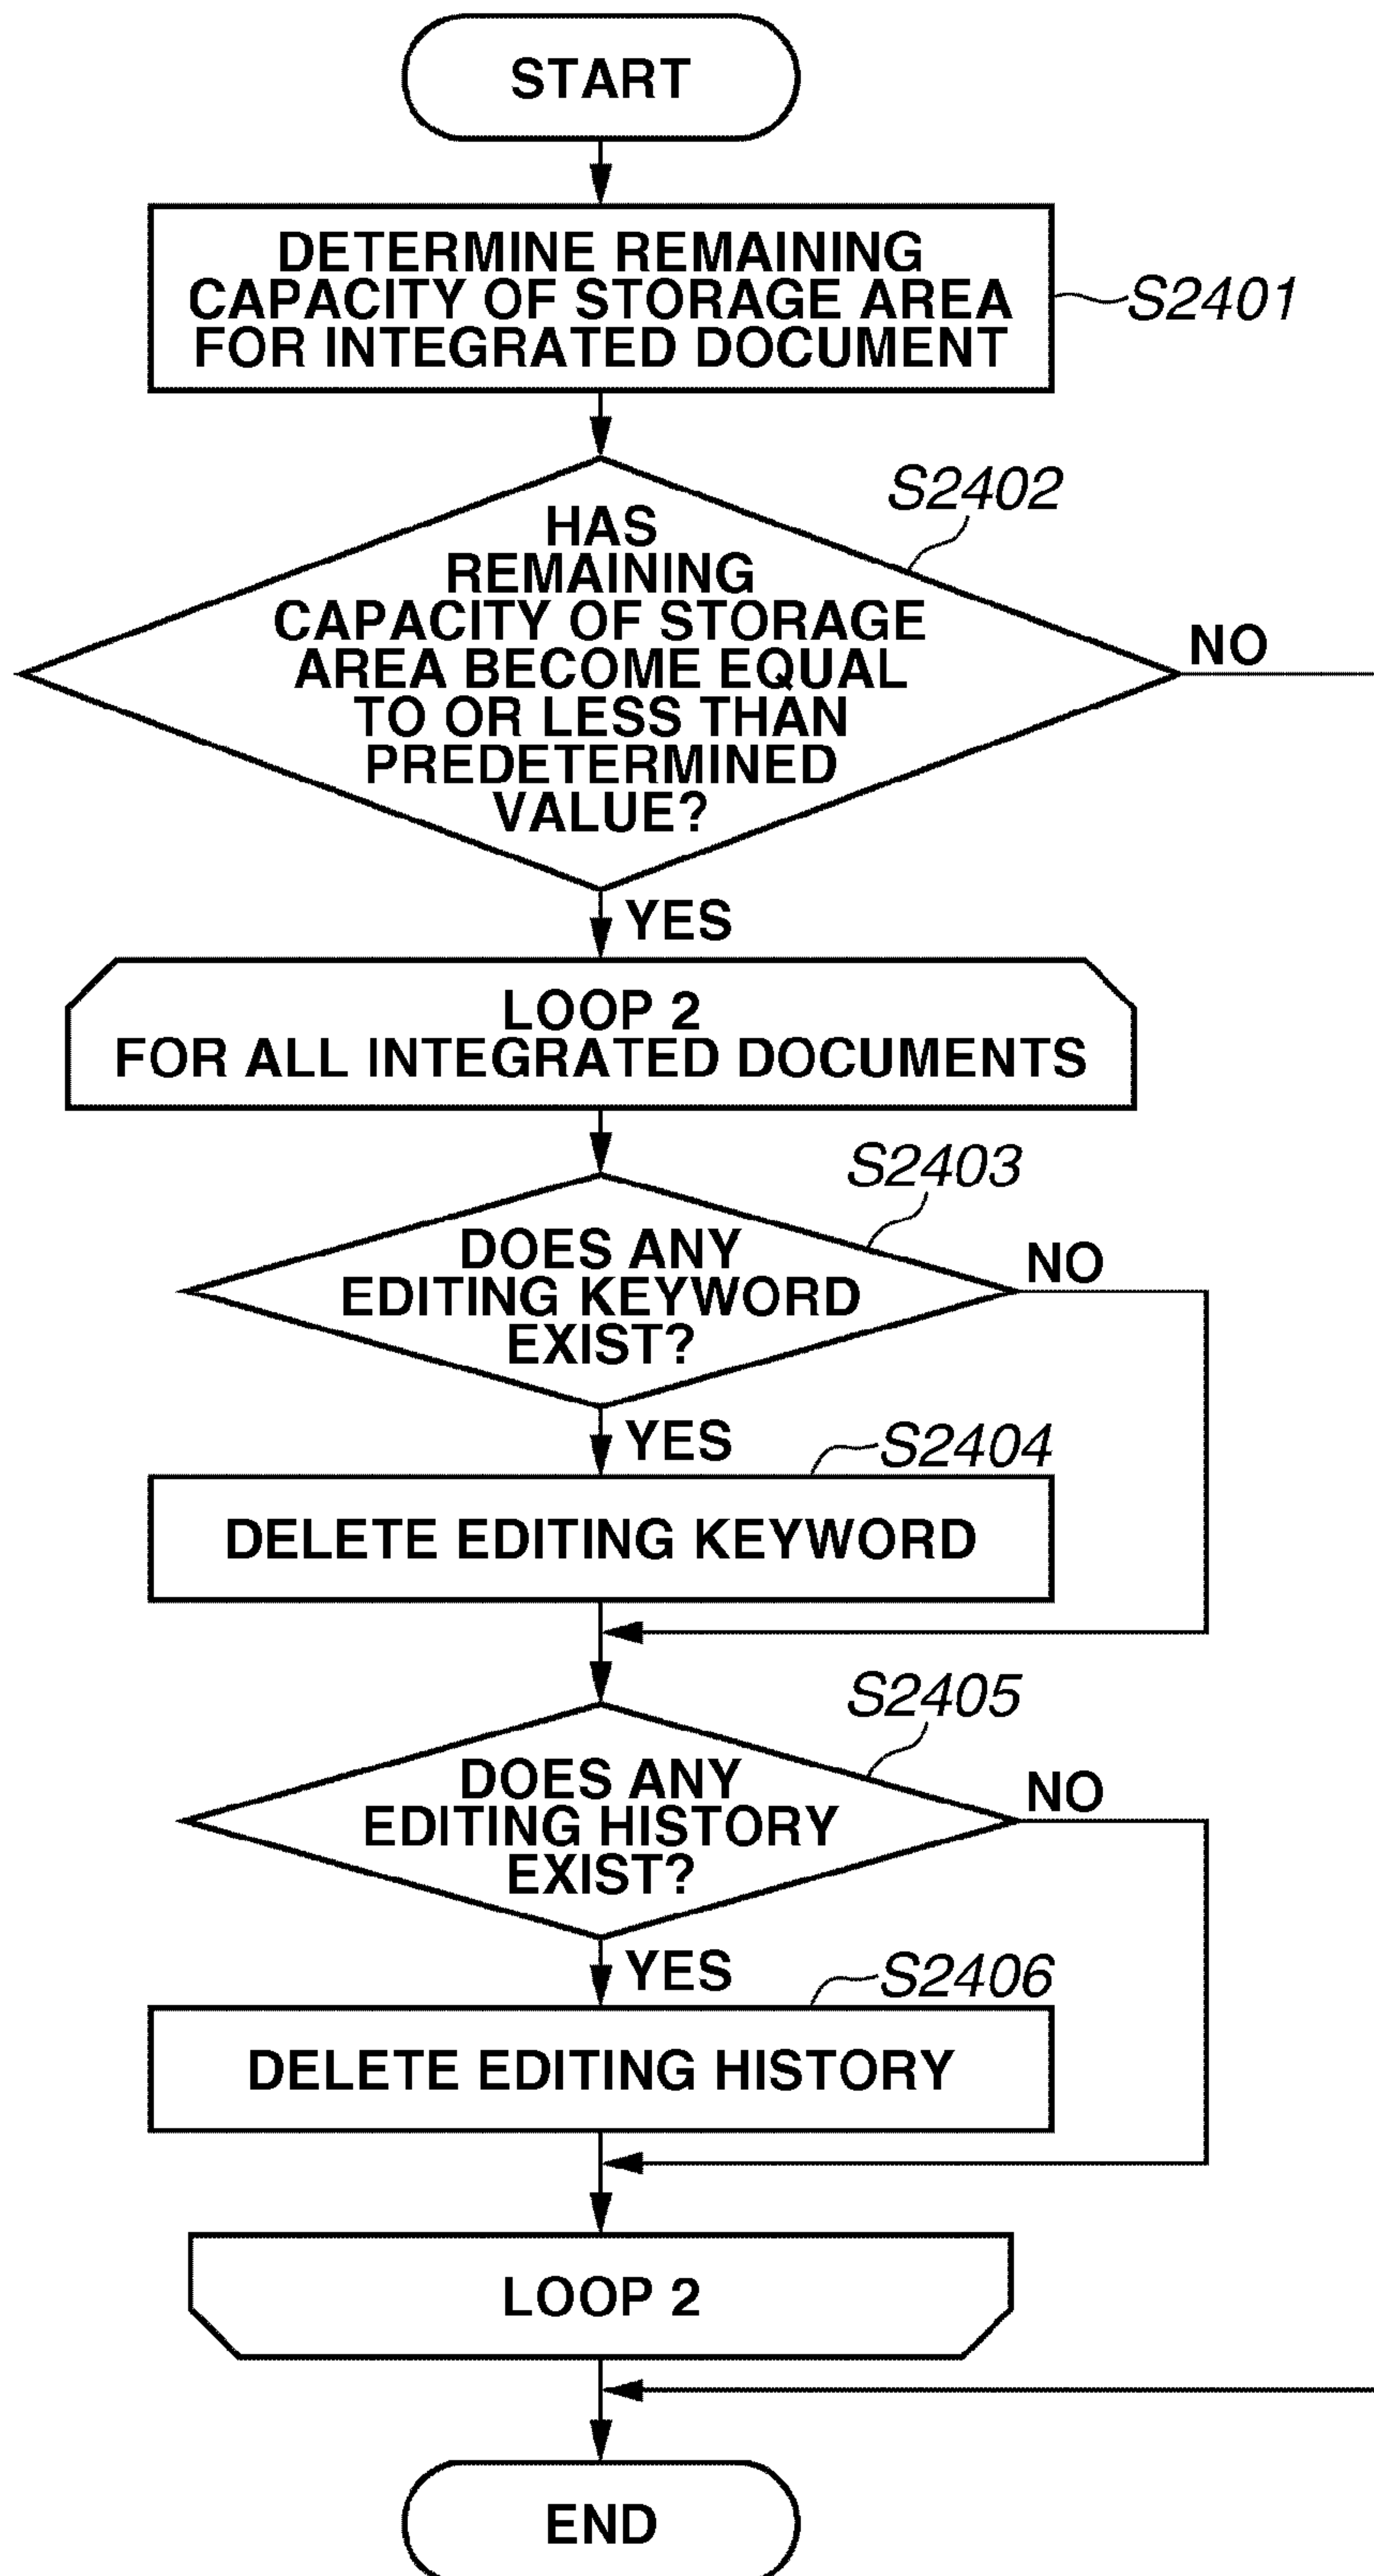 START
DETERMINE REMAINING
CAPACITY OF STORAGE AREA
FOR INTEGRATED DOCUMENT
S2401
S2402
HAS
REMAINING
CAPACITY OF STORAGE
AREA BECOME EQUAL
TO OR LESS THAN
PREDETERMINED
VALUE?
NO
YES
LOOP 2
FOR ALL INTEGRATED DOCUMENTS
S2403
DOES ANY
EDITING KEYWORD
EXIST?
NO
YES
S2404
DELETE EDITING KEYWORD
S2405
DOES ANY
EDITING HISTORY
EXIST?
NO
YES
S2406
DELETE EDITING HISTORY
LOOP 2
END